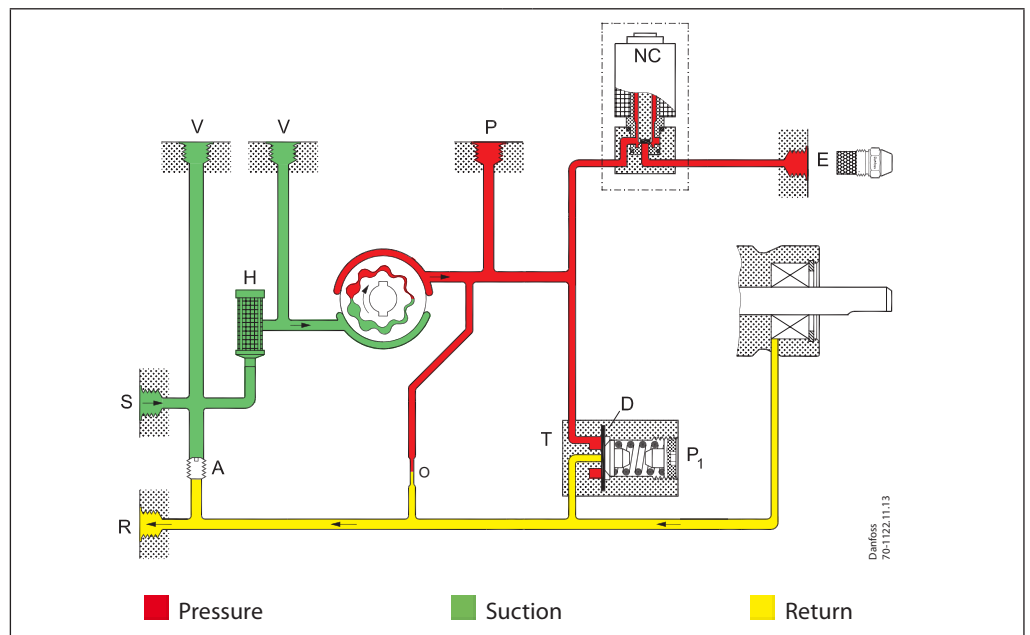 NC
V V P
E
H
S
D
T
P1
A
O
R
Danfoss
70-1122.11.13
Pressure Suction Return